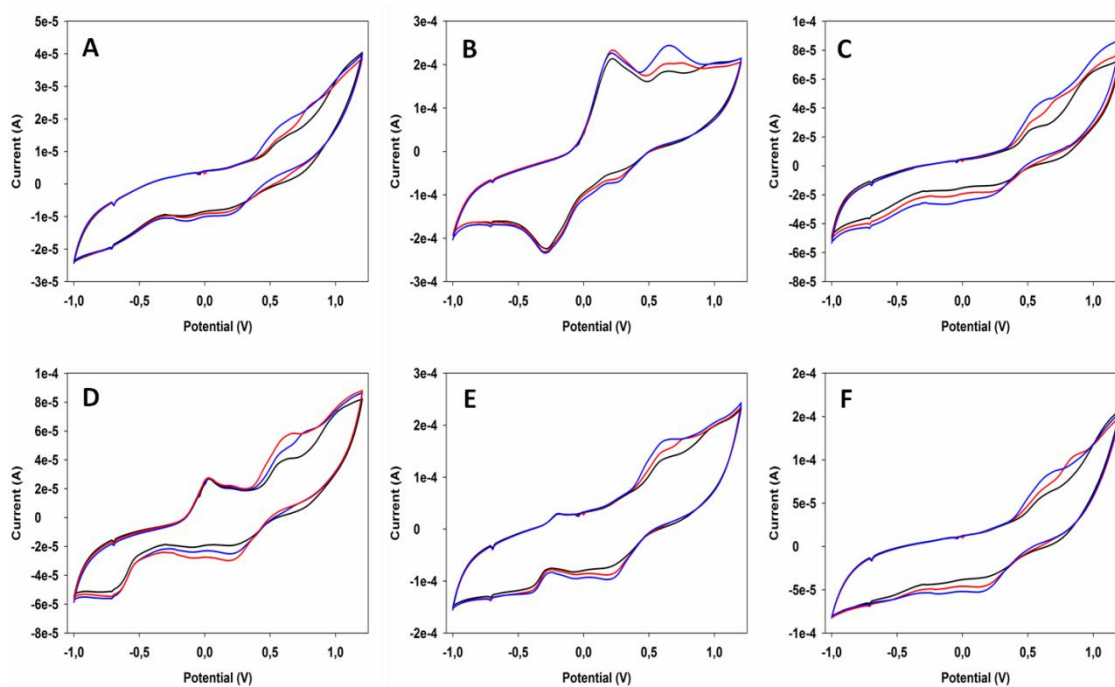 A
Current (A)
5e-5
4e-5
3e-5
2e-5
1e-5
0
-1e-5
-2e-5
-3e-5
-1,0 -0,5 0,0 0,5 1,0
Potential (V)
B
Current (A)
3e-4
2e-4
1e-4
0
-1e-4
-2e-4
-3e-4
-1,0 -0,5 0,0 0,5 1,0
Potential (V)
C
Current (A)
1e-4
8e-5
6e-5
4e-5
2e-5
0
-2e-5
-4e-5
-6e-5
-8e-5
-1,0 -0,5 0,0 0,5 1,0
Potential (V)
D
Current (A)
1e-4
8e-5
6e-5
4e-5
2e-5
0
-2e-5
-4e-5
-6e-5
-8e-5
-1,0 -0,5 0,0 0,5 1,0
Potential (V)
E
Current (A)
3e-4
2e-4
1e-4
0
-1e-4
-2e-4
-1,0 -0,5 0,0 0,5 1,0
Potential (V)
F
Current (A)
2e-4
2e-4
1e-4
5e-5
0
-5e-5
-1e-4
-1,0 -0,5 0,0 0,5 1,0
Potential (V)